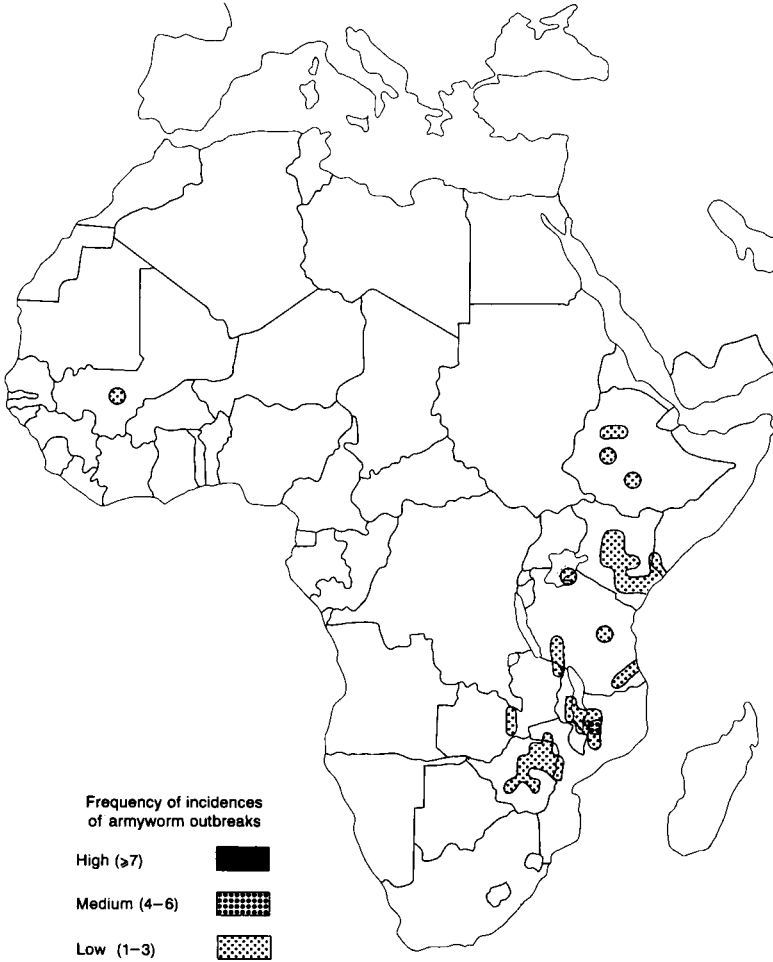 Frequency of incidences
of armyworm outbreaks
High (⩾7)
Medium (4–6)
Low (1–3)